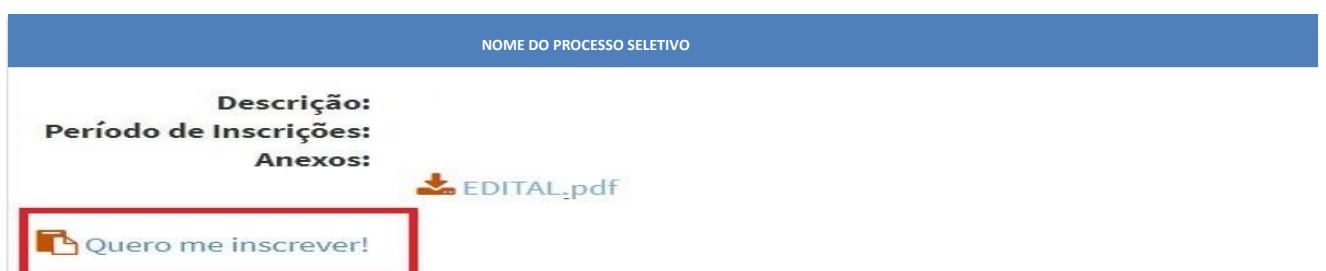 NOME DO PROCESSO SELETIVO
Descrição:
Período de Inscrições:
Anexos:
EDITAL.pdf
Quero me inscrever!